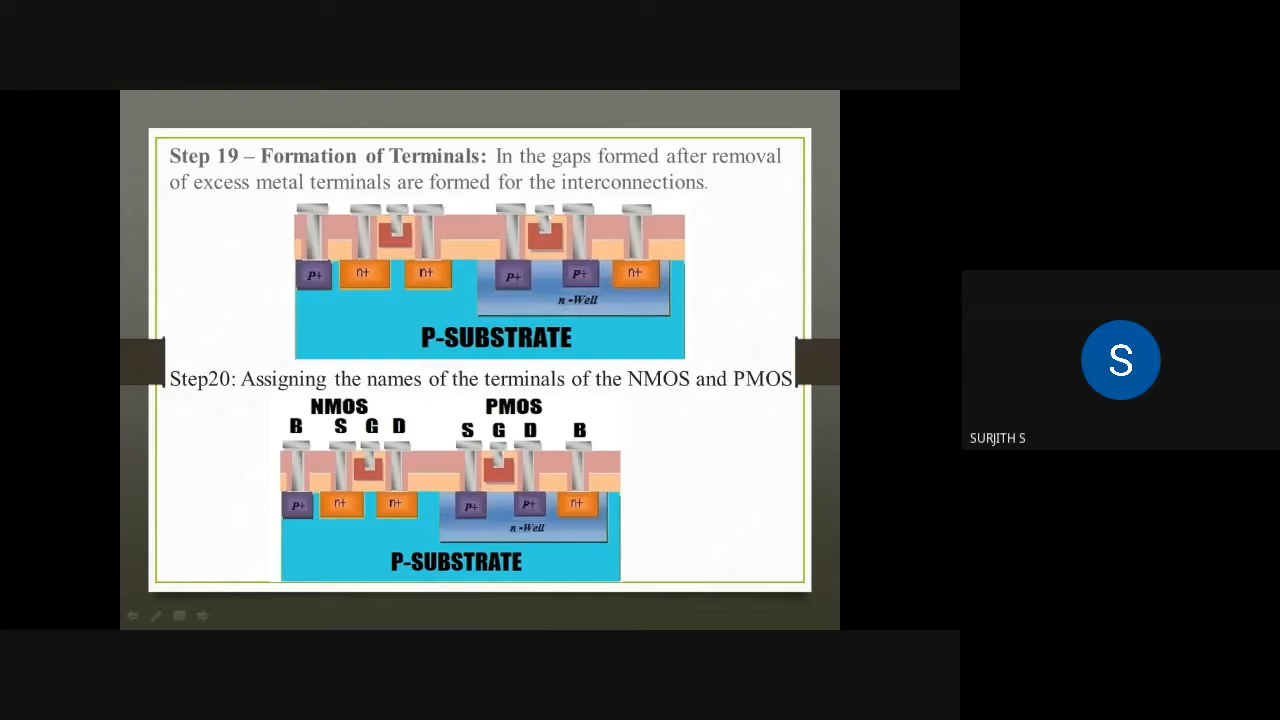 Step 19 – Formation of Terminals: In the gaps formed after removal
of excess metal terminals are formed for the interconnections.
P+ n+ n+ P+ P+ n+
n -Well
P-SUBSTRATE
Step20: Assigning the names of the terminals of the NMOS and PMOS
NMOS PMOS
B S G D S G D B
P+ n+ n+ P+ P+ n+
n -Well
P-SUBSTRATE
S
SURJITH S